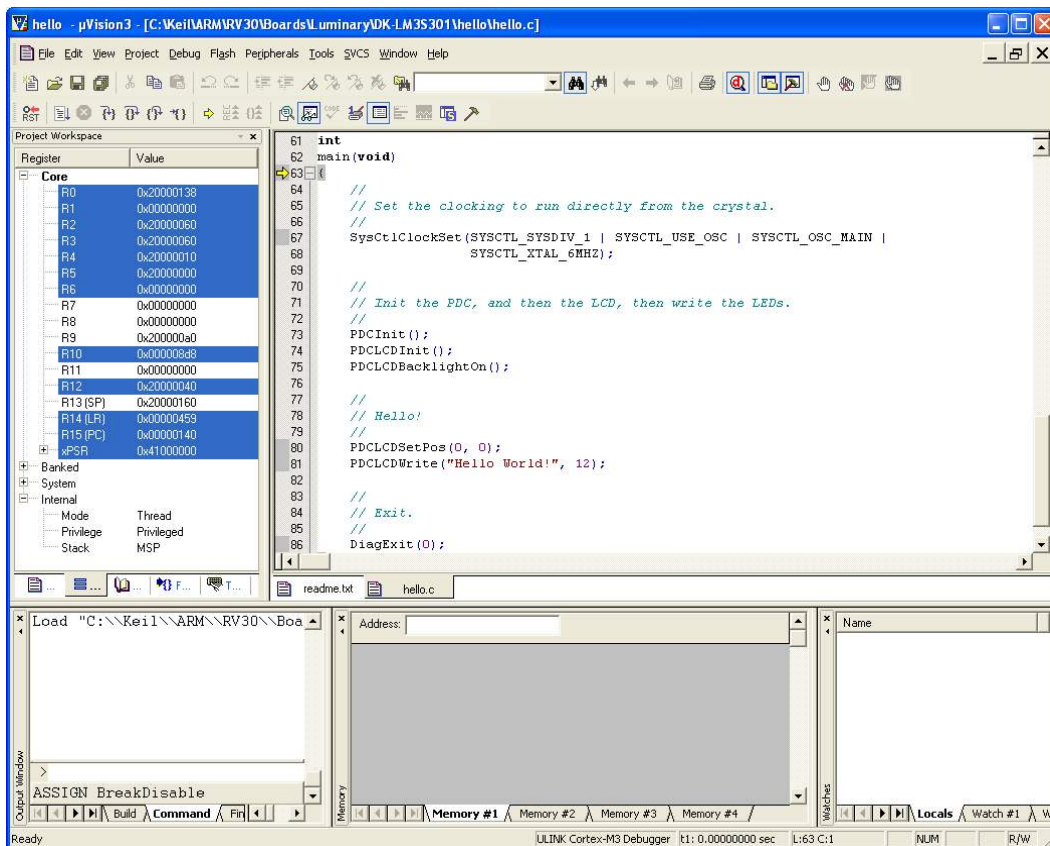 hello - µVision3 - [C:\Keil\ARM\RV30\Boards\Luminary\DK-LM3S301\hello\hello.c]
File Edit View Project Debug Flash Peripherals Tools SVCS Window Help
RST
CODE
Project Workspace
Register Value
Core
R0 0x20000138
R1 0x00000000
R2 0x20000060
R3 0x20000060
R4 0x20000010
R5 0x20000000
R6 0x00000000
R7 0x00000000
R8 0x00000000
R9 0x200000a0
R10 0x000008d8
R11 0x00000000
R12 0x20000040
R13 (SP) 0x20000160
R14 (LR) 0x00000459
R15 (PC) 0x00000140
xPSR 0x41000000
Banked
System
Internal
Mode Thread
Privilege Privileged
Stack MSP
... ... ... F... T...
61 int
62 main(void)
63 {
64 //
65 // Set the clocking to run directly from the crystal.
66 //
67 SysCtlClockSet(SYSCTL_SYSDIV_1 | SYSCTL_USE_OSC | SYSCTL_OSC_MAIN |
68 SYSCTL_XTAL_6MHZ);
69
70 //
71 // Init the PDC, and then the LCD, then write the LEDs.
72 //
73 PDCInit();
74 PDCLCDInit();
75 PDCLCDBacklightOn();
76
77 //
78 // Hello!
79 //
80 PDCLCDSetPos(0, 0);
81 PDCLCDWrite("Hello World!", 12);
82
83 //
84 // Exit.
85 //
86 DiagExit(0);
readme.txt hello.c
Load "C:\\Keil\\ARM\\RV30\\Boa
>
ASSIGN BreakDisable
Build Command Fin
Output Window
Address:
Memory #1 Memory #2 Memory #3 Memory #4
Memory
Name
Locals Watch #1 W
Watches
Ready ULINK Cortex-M3 Debugger t1: 0.00000000 sec L:63 C:1 NUM R/W